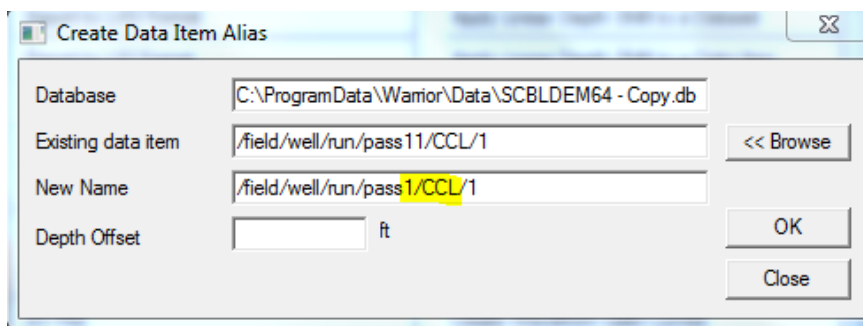 Create Data Item Alias
Database C:\ProgramData\Warrior\Data\SCBLDEM64 - Copy.db
Existing data item /field/well/run/pass11/CCL/1 << Browse
New Name /field/well/run/pass1/CCL/1
Depth Offset ft OK
Close